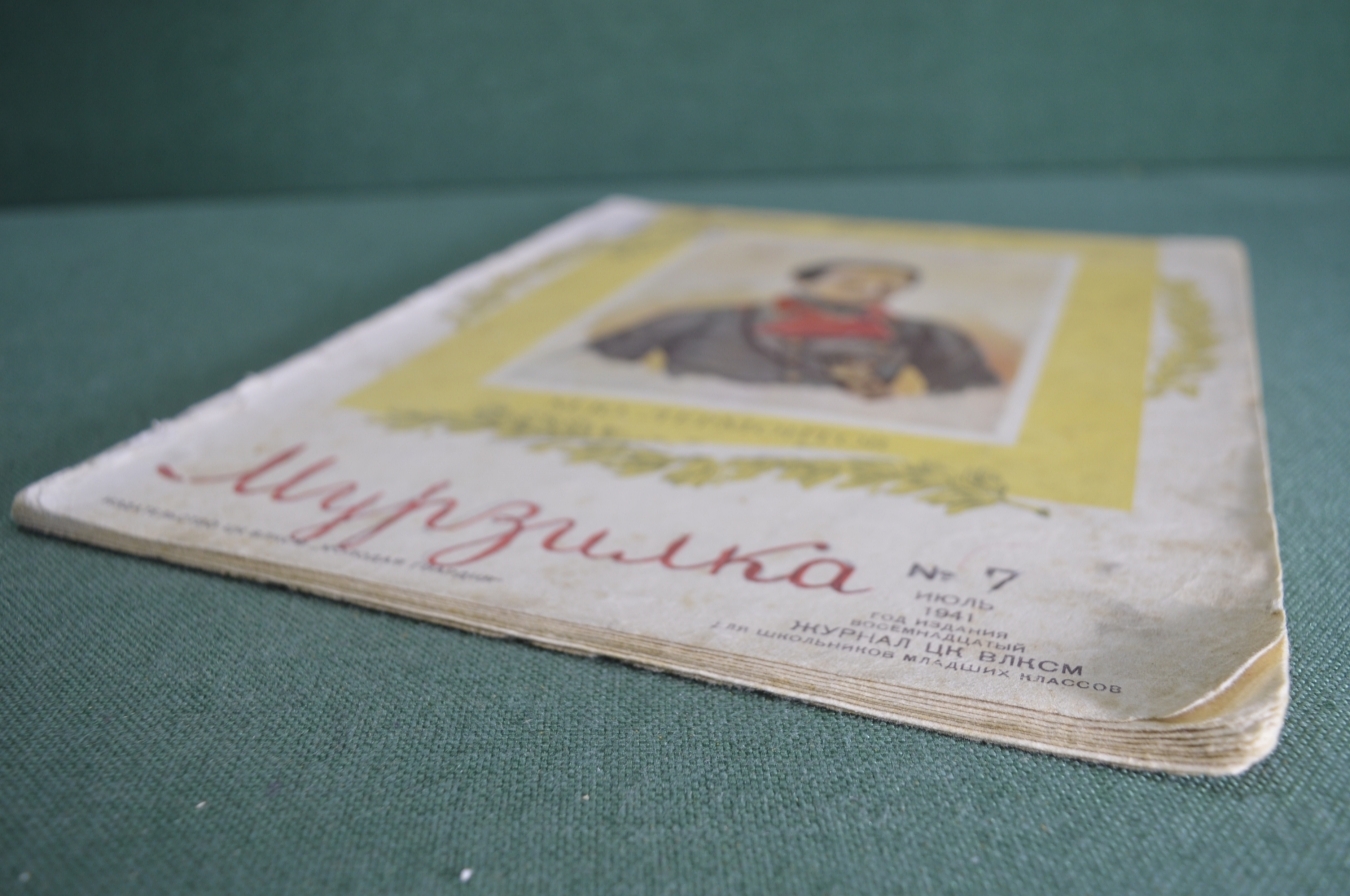 Мурзилка
№ 7
ИЮЛЬ
1941
ГОД ИЗДАНИЯ
ВОСЕМНАДЦАТЫЙ
ЖУРНАЛ ЦК ВЛКСМ
ДЛЯ ШКОЛЬНИКОВ МЛАДШИХ КЛАССОВ